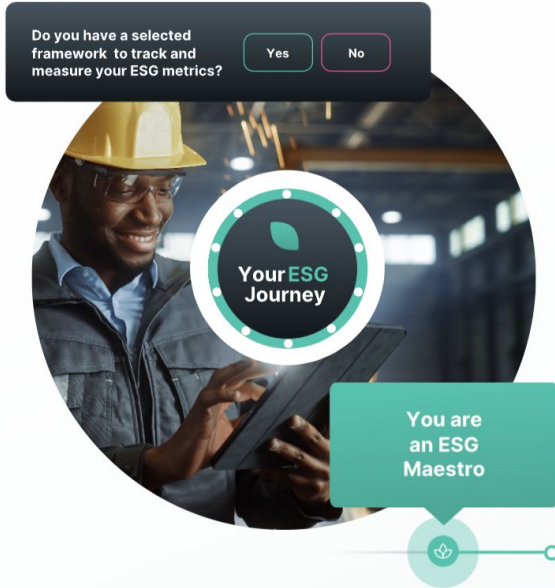 Do you have a selected
framework to track and
measure your ESG metrics?
Yes
No
Your ESG
Journey
You are
an ESG
Maestro